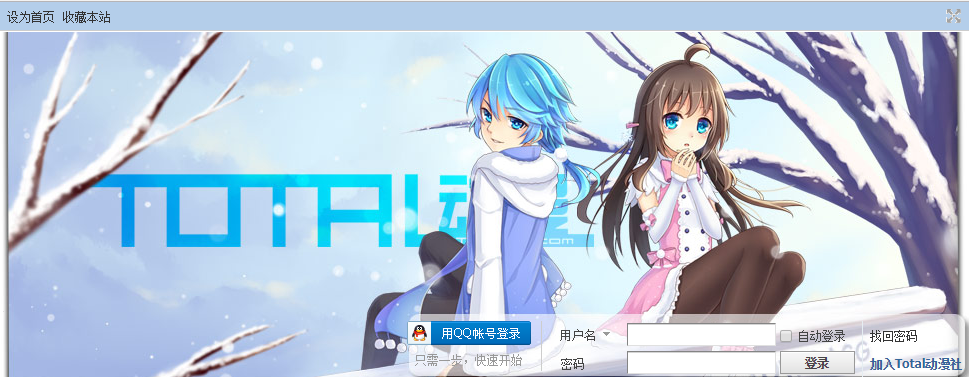 设为首页 收藏本站
TOTAL动漫
.com
用QQ帐号登录 用户名 自动登录 找回密码
只需一步，快速开始 密码 登录 加入Total动漫社